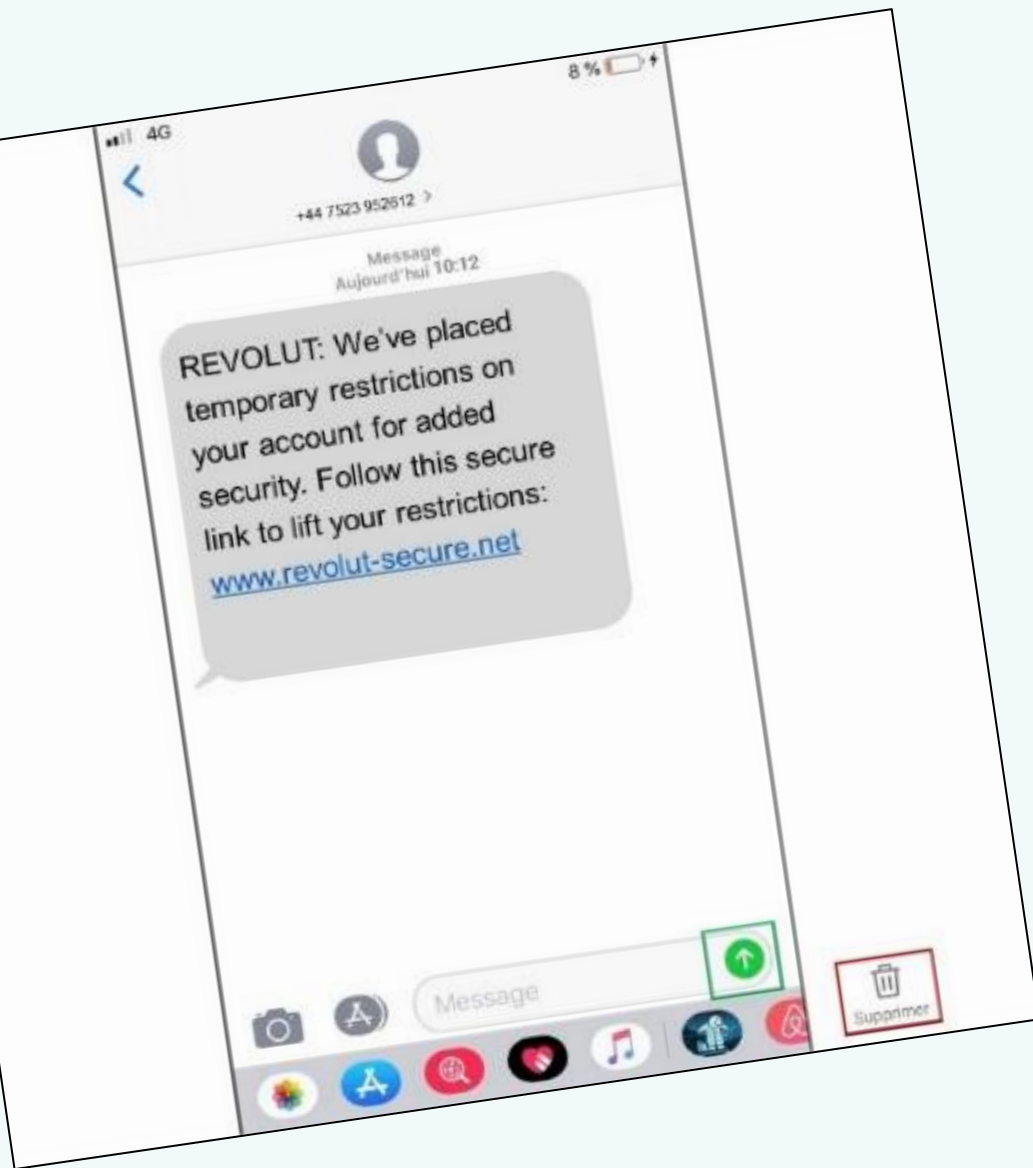 4G
8 %
+44 7523 952612 >
Message
Aujourd'hui 10:12
REVOLUT: We've placed
temporary restrictions on
your account for added
security. Follow this secure
link to lift your restrictions:
www.revolut-secure.net
Message
Supprimer